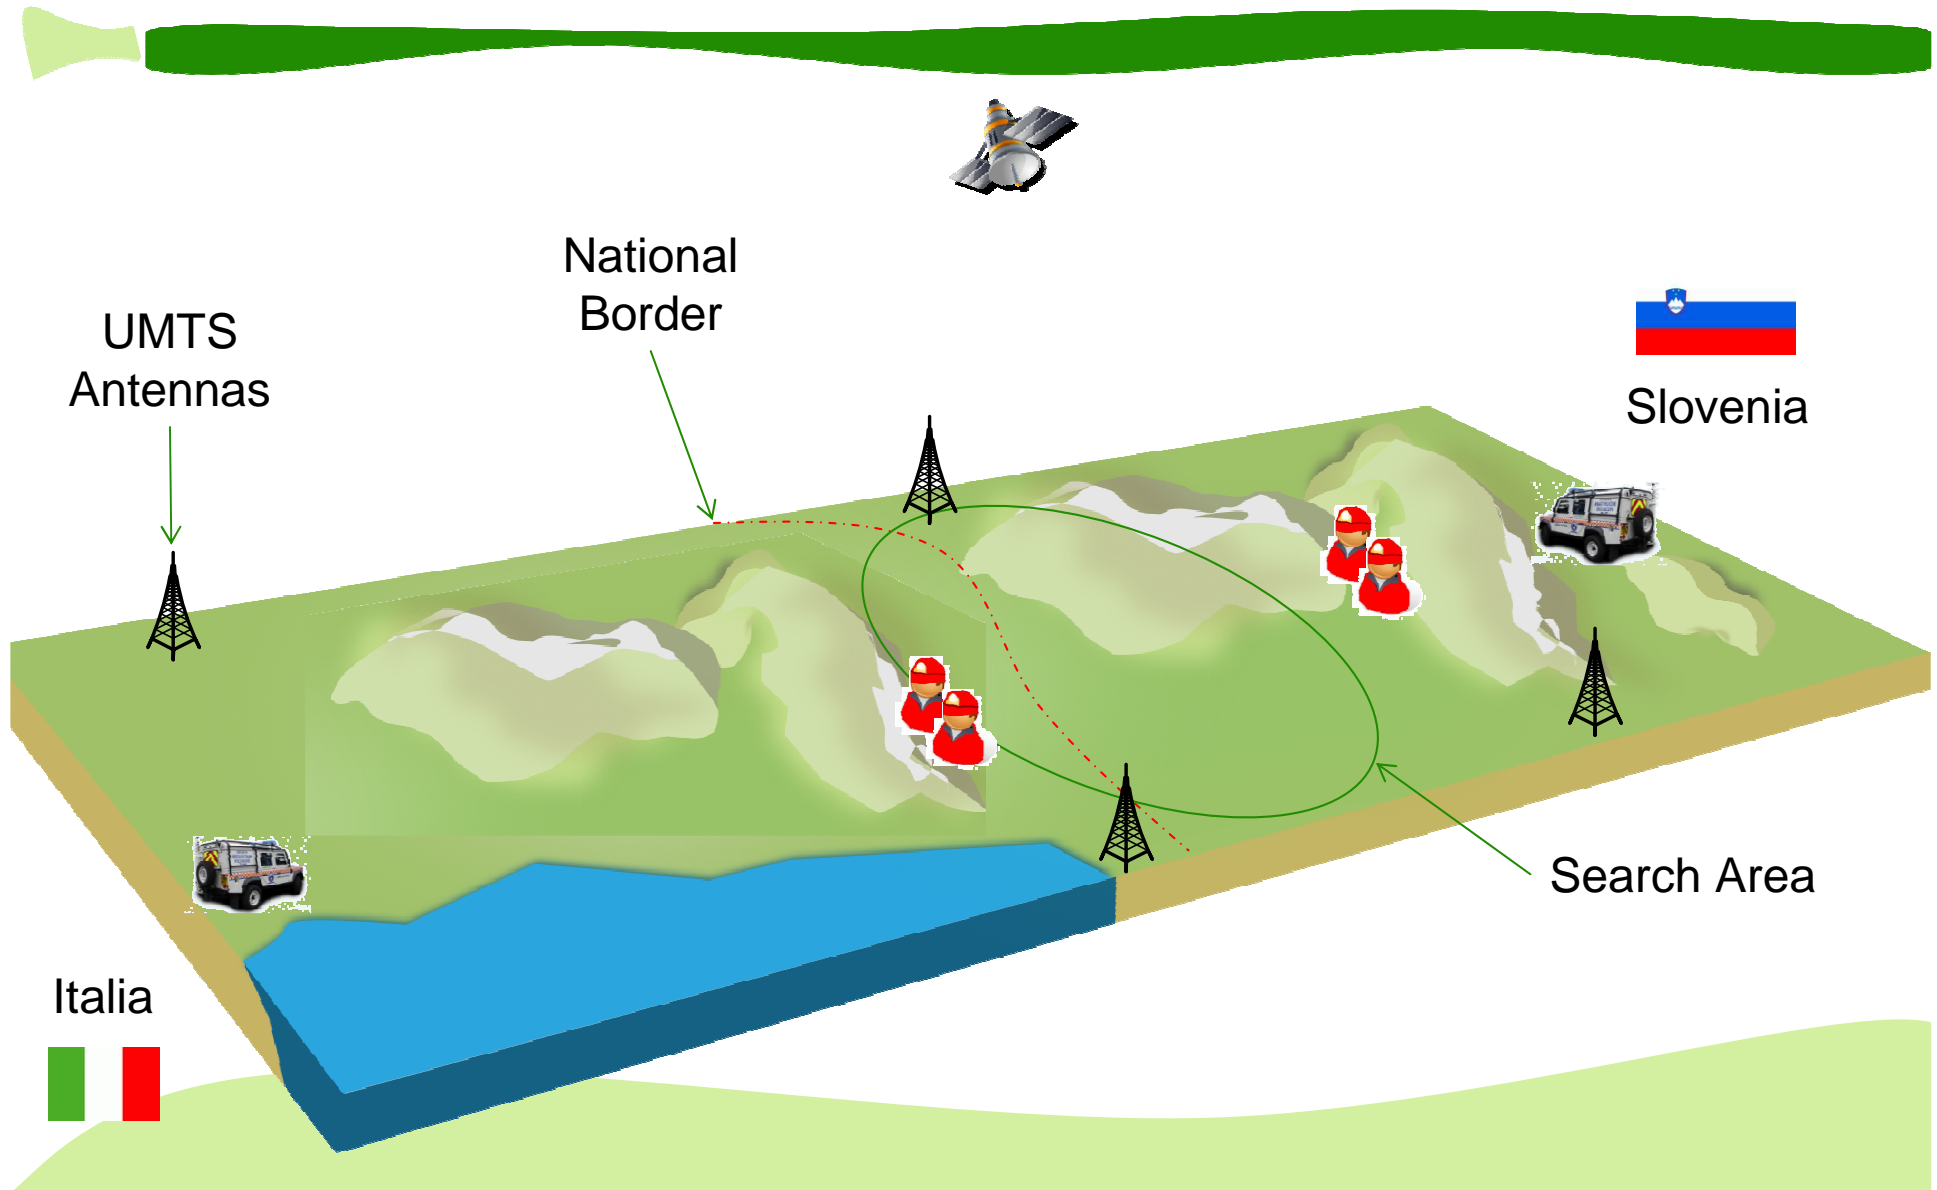 National
Border
UMTS
Antennas
Slovenia
Search Area
Italia